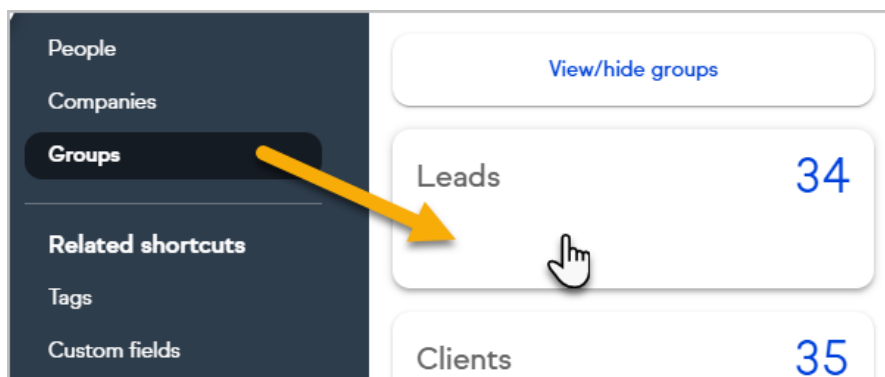 People
Companies
Groups
Related shortcuts
Tags
Custom fields
View/hide groups
Leads 34
Clients 35